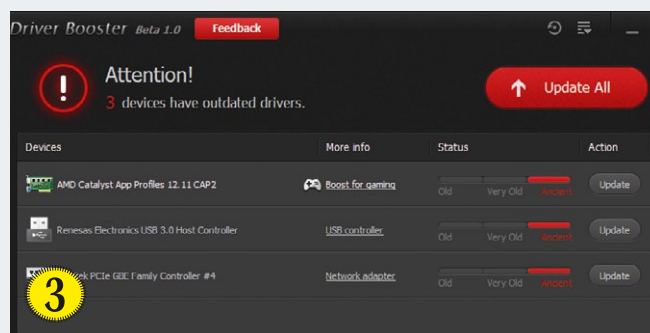 Driver Booster Beta 1.0 Feedback
Attention!
3 devices have outdated drivers.
Update All
Devices More info Status Action
AMD Catalyst App Profiles 12.11 CAP2 Boost for gaming Old Very Old Ancient Update
Renesas Electronics USB 3.0 Host Controller USB controller Old Very Old Ancient Update
PCIe GBE Family Controller #4 Network adapter Old Very Old Ancient Update
3